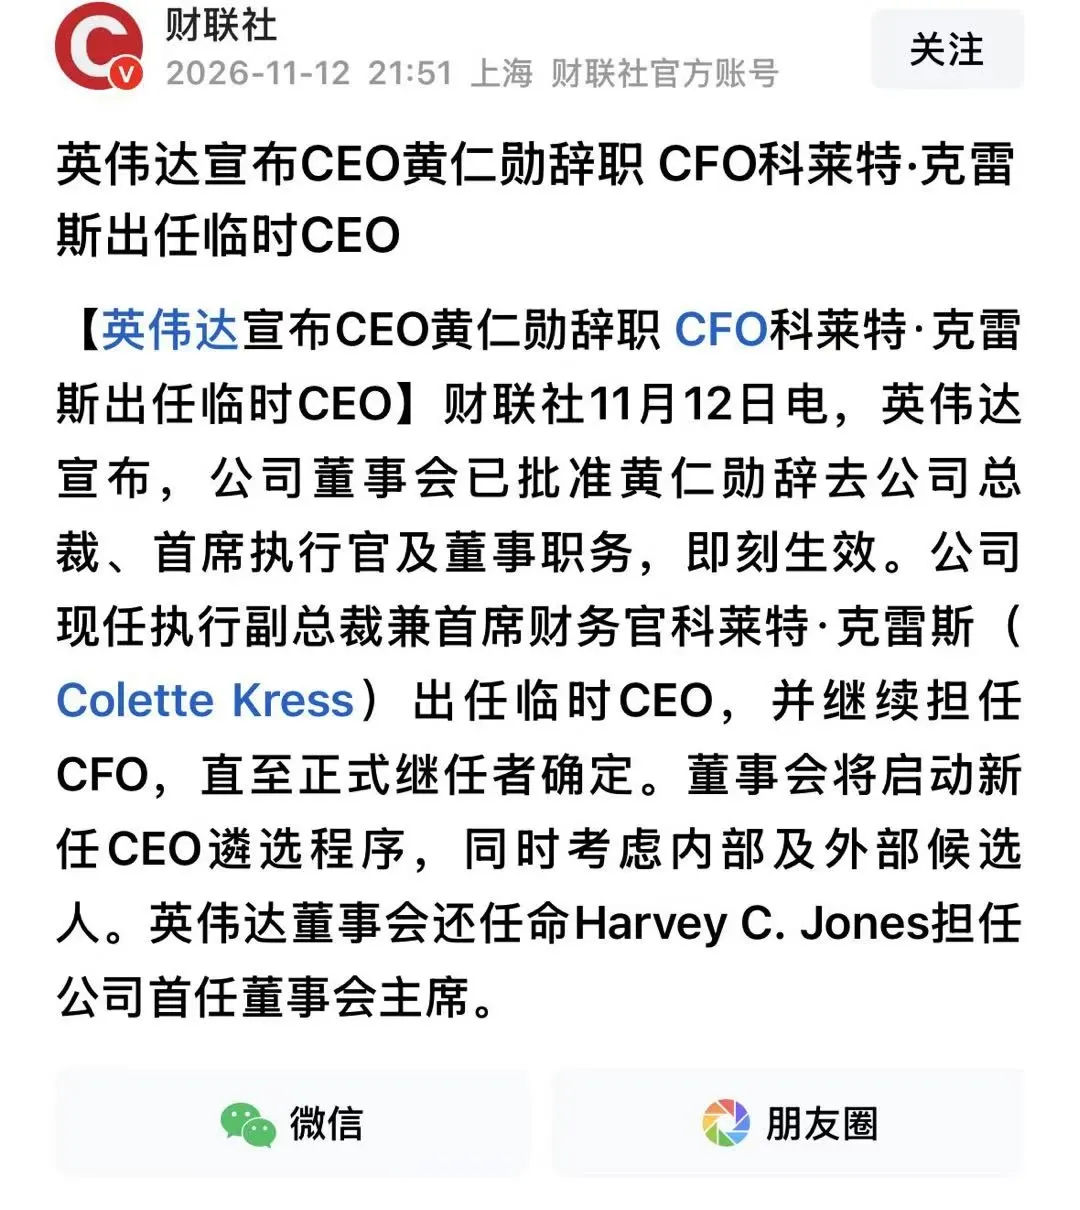 财联社
2026-11-12 21:51 上海 财联社官方账号
关注
英伟达宣布CEO黄仁勋辞职 CFO科莱特·克雷
斯出任临时CEO
【英伟达宣布CEO黄仁勋辞职 CFO科莱特·克雷
斯出任临时CEO】财联社11月12日电，英伟达
宣布，公司董事会已批准黄仁勋辞去公司总
裁、首席执行官及董事职务，即刻生效。公司
现任执行副总裁兼首席财务官科莱特·克雷斯（
Colette Kress）出任临时CEO，并继续担任
CFO，直至正式继任者确定。董事会将启动新
任CEO遴选程序，同时考虑内部及外部候选
人。英伟达董事会还任命Harvey C. Jones担任
公司首任董事会主席。
微信
朋友圈